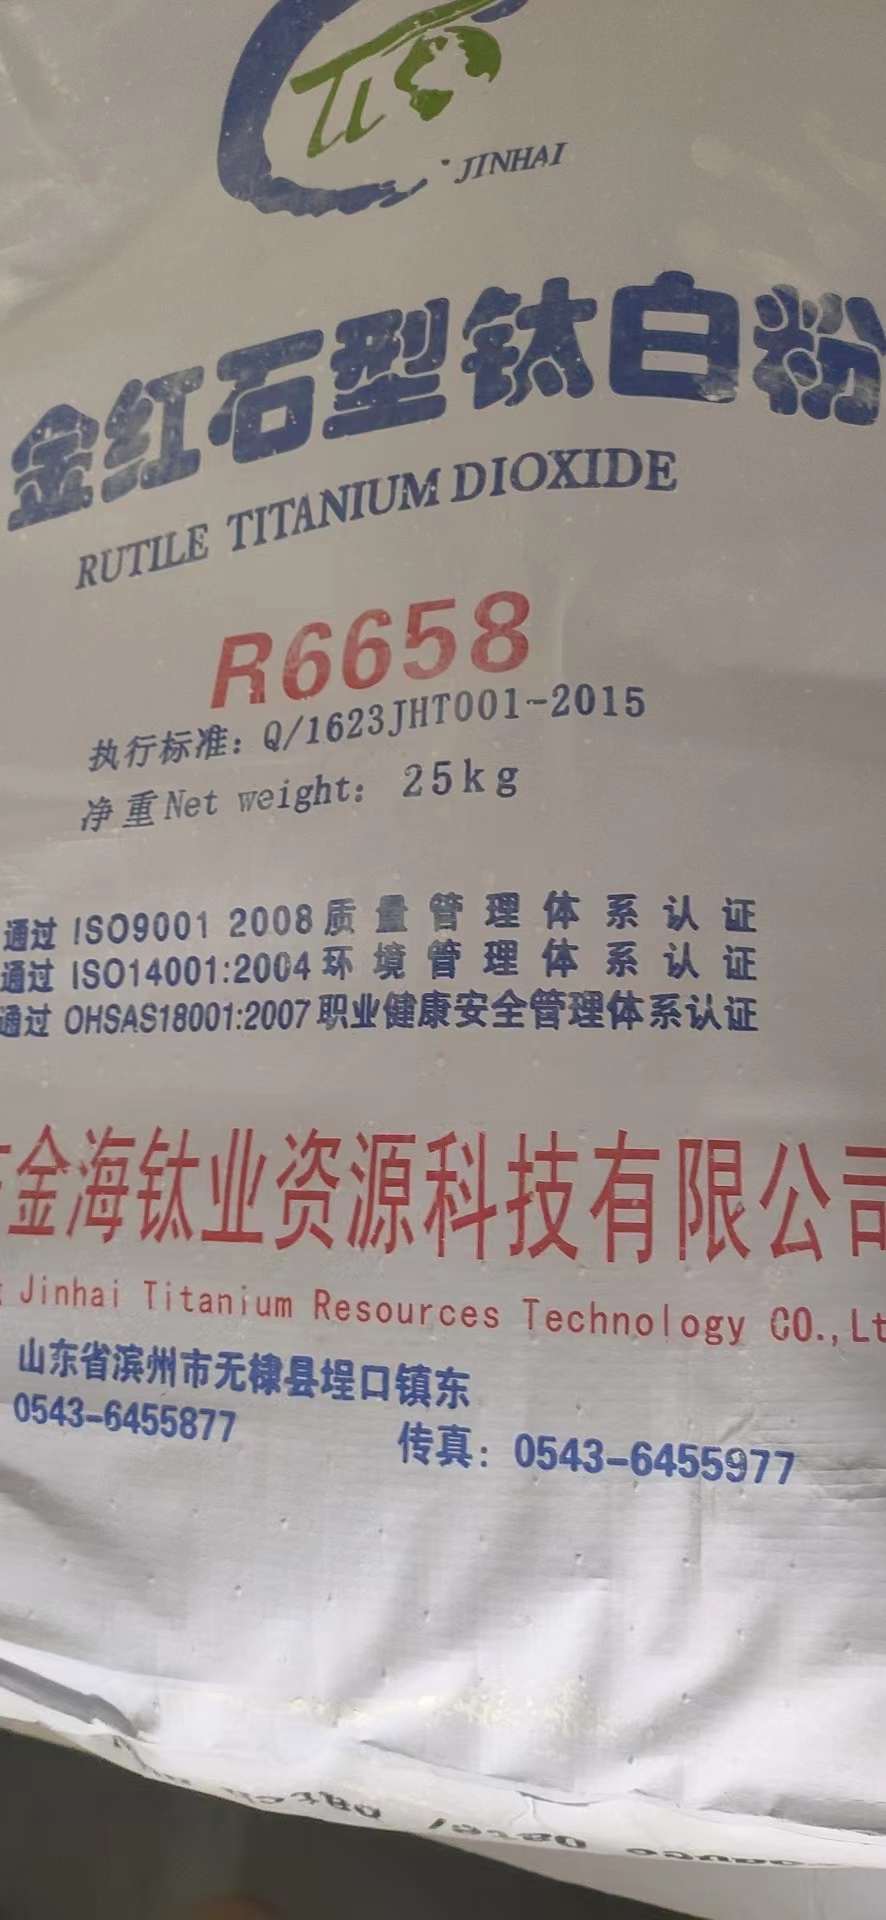 JINHAI
金红石型钛白粉
RUTILE TITANIUM DIOXIDE
R6658
执行标准：Q/1623JHT001-2015
净重Net weight： 25kg
通过 ISO9001 2008质量管理体系认证
通过 ISO14001:2004环境管理体系认证
通过 OHSAS18001:2007职业健康安全管理体系认证
金海钛业资源科技有限公司
Jinhai Titanium Resources Technology CO.,Lt
山东省滨州市无棣县埕口镇东
0543-6455877 传真：0543-6455977